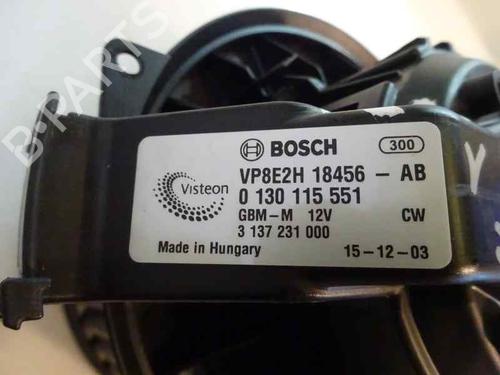 BOSCH 300
Visteon
VP8E2H 18456 - AB
0 130 115 551
GBM-M 12V CW
3 137 231 000
Made in Hungary 15-12-03
B-PARTS